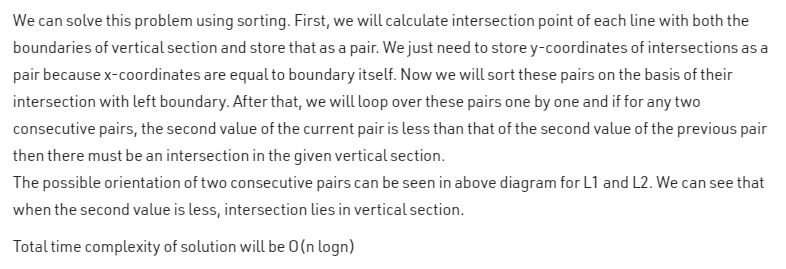 We can solve this problem using sorting. First, we will calculate intersection point of each line with both the
boundaries of vertical section and store that as a pair. We just need to store y-coordinates of intersections as a
pair because x-coordinates are equal to boundary itself. Now we will sort these pairs on the basis of their
intersection with left boundary. After that, we will loop over these pairs one by one and if for any two
consecutive pairs, the second value of the current pair is less than that of the second value of the previous pair
then there must be an intersection in the given vertical section.
The possible orientation of two consecutive pairs can be seen in above diagram for L1 and L2. We can see that
when the second value is less, intersection lies in vertical section.
Total time complexity of solution will be O(n logn)